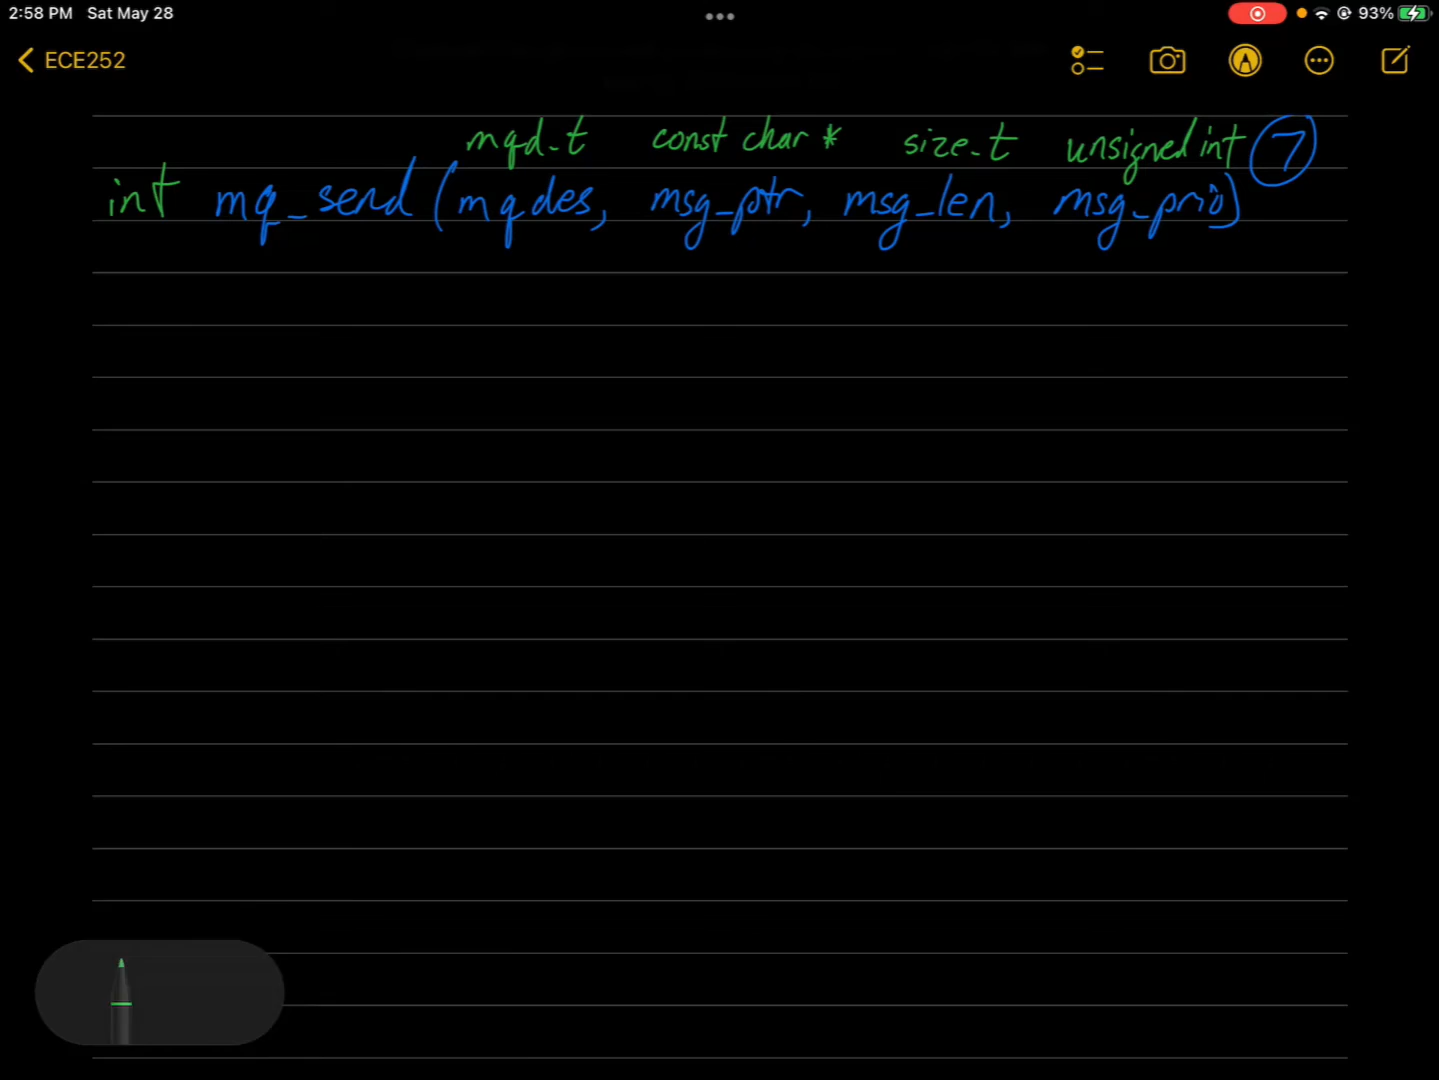 2:58 PM Sat May 28 93%
ECE252
mqd_t const char * size_t unsigned int 7
int mq_send (mqdes, msg_ptr, msg_len, msg_prio)